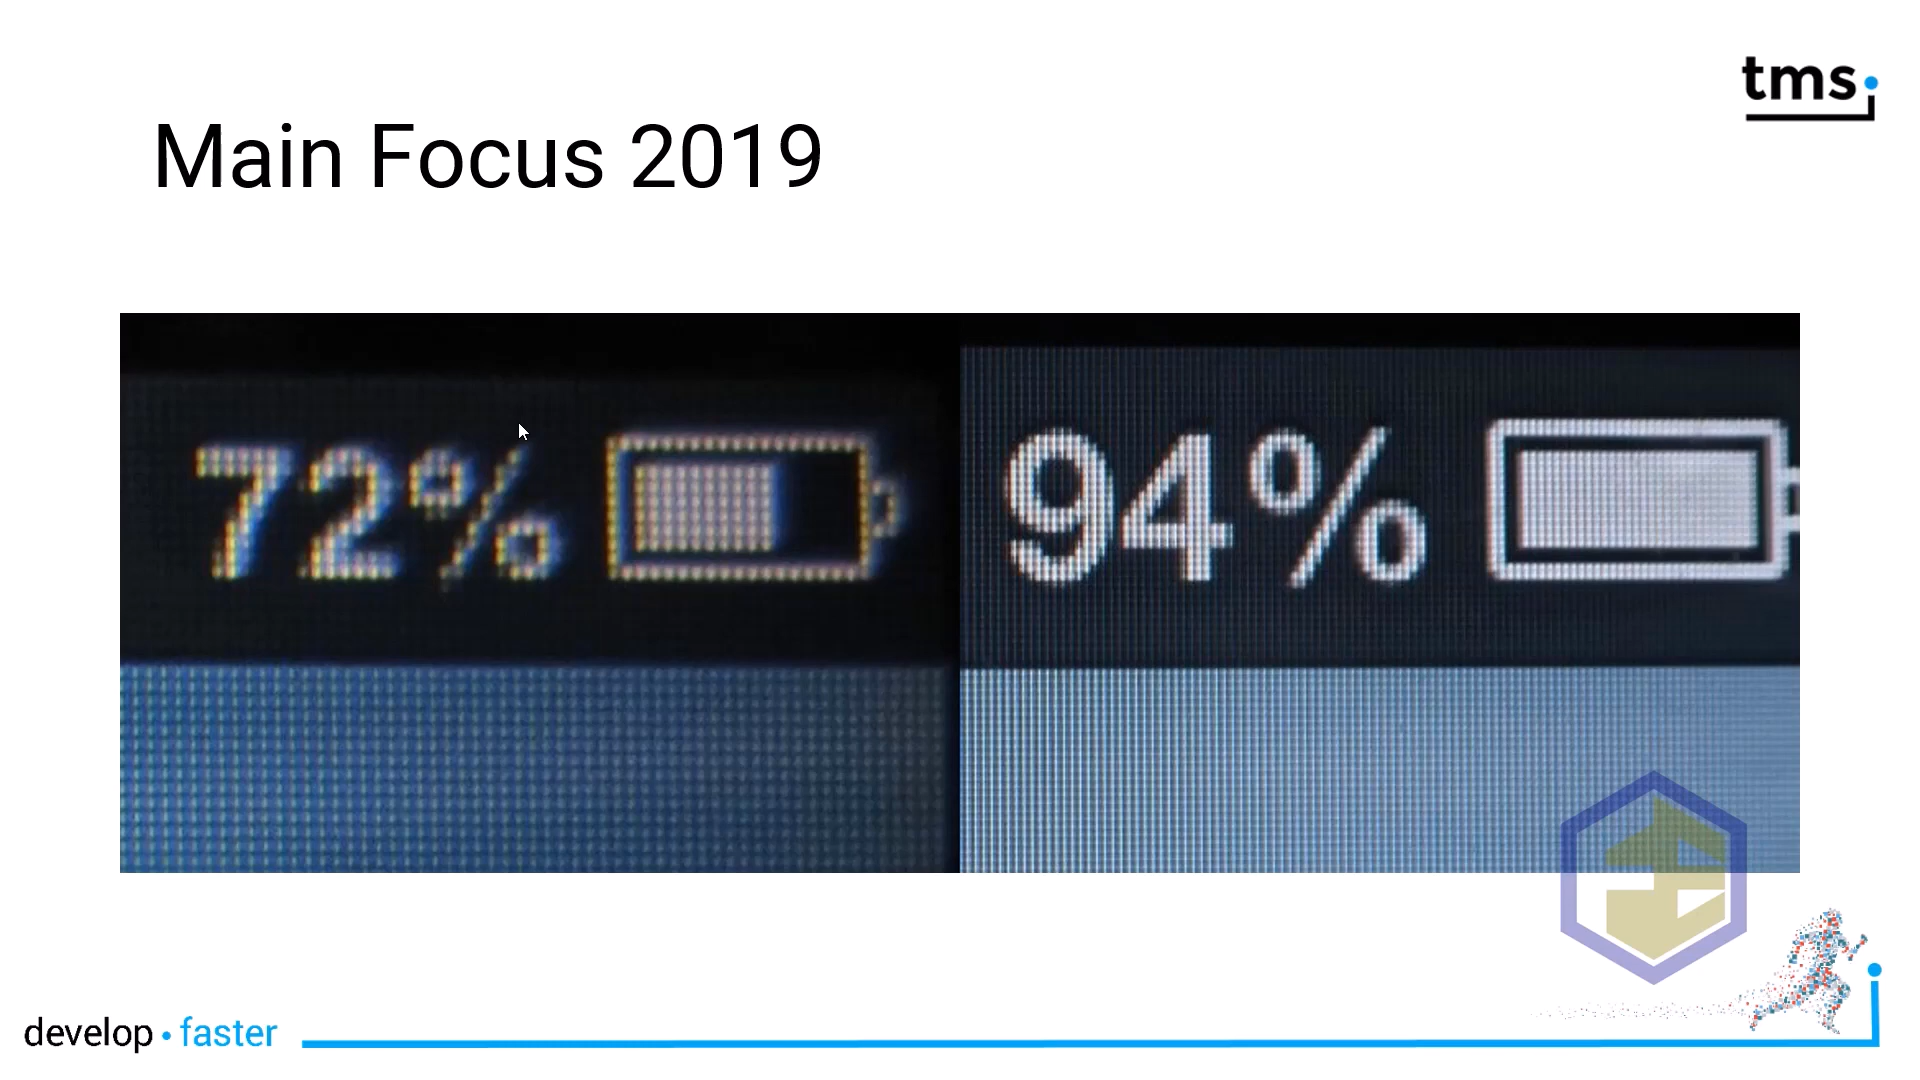 tms
Main Focus 2019
72%
94%
develop • faster